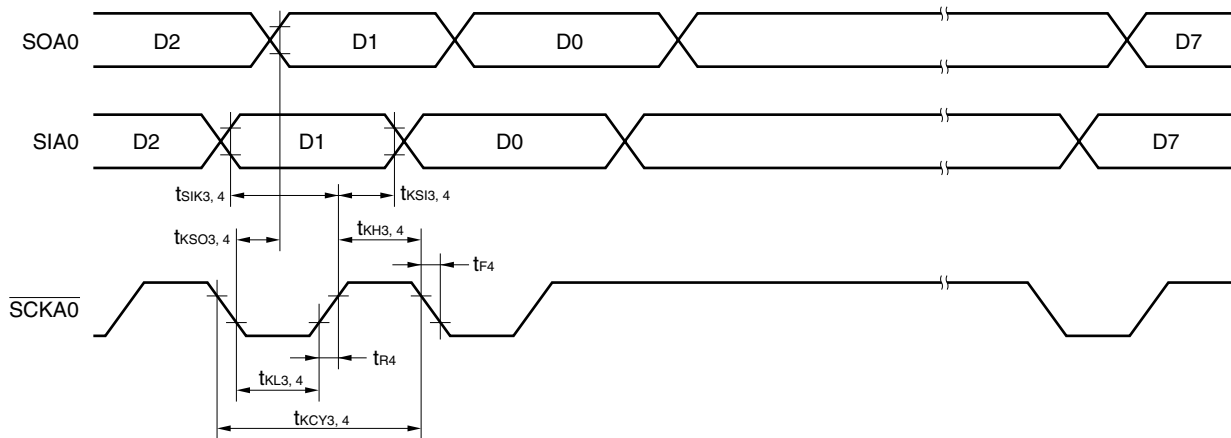 SOA0 D2 D1 D0 D7
SIA0 D2 D1 D0 D7
tSIK3, 4 tKSI3, 4
tKSO3, 4 tKH3, 4
tF4
SCKA0
tR4
tKL3, 4
tKCY3, 4